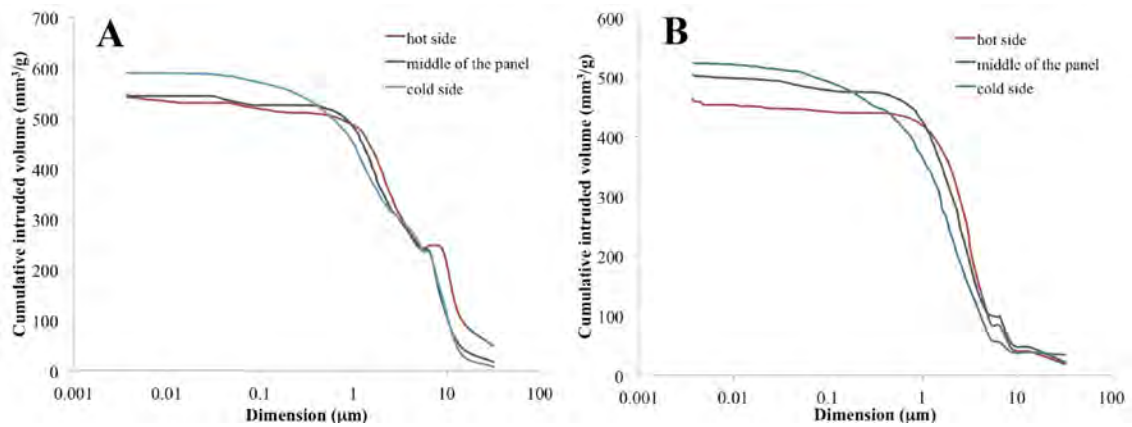 A
700
600
500
400
300
200
100
0
Cumulative intruded volume (mm³/g)
hot side
middle of the panel
cold side
0.001 0.01 0.1 1 10 100
Dimension (μm)
B
600
500
400
300
200
100
0
Cumulative intruded volume (mm³/g)
hot side
middle of the panel
cold side
0.001 0.01 0.1 1 10 100
Dimension (μm)